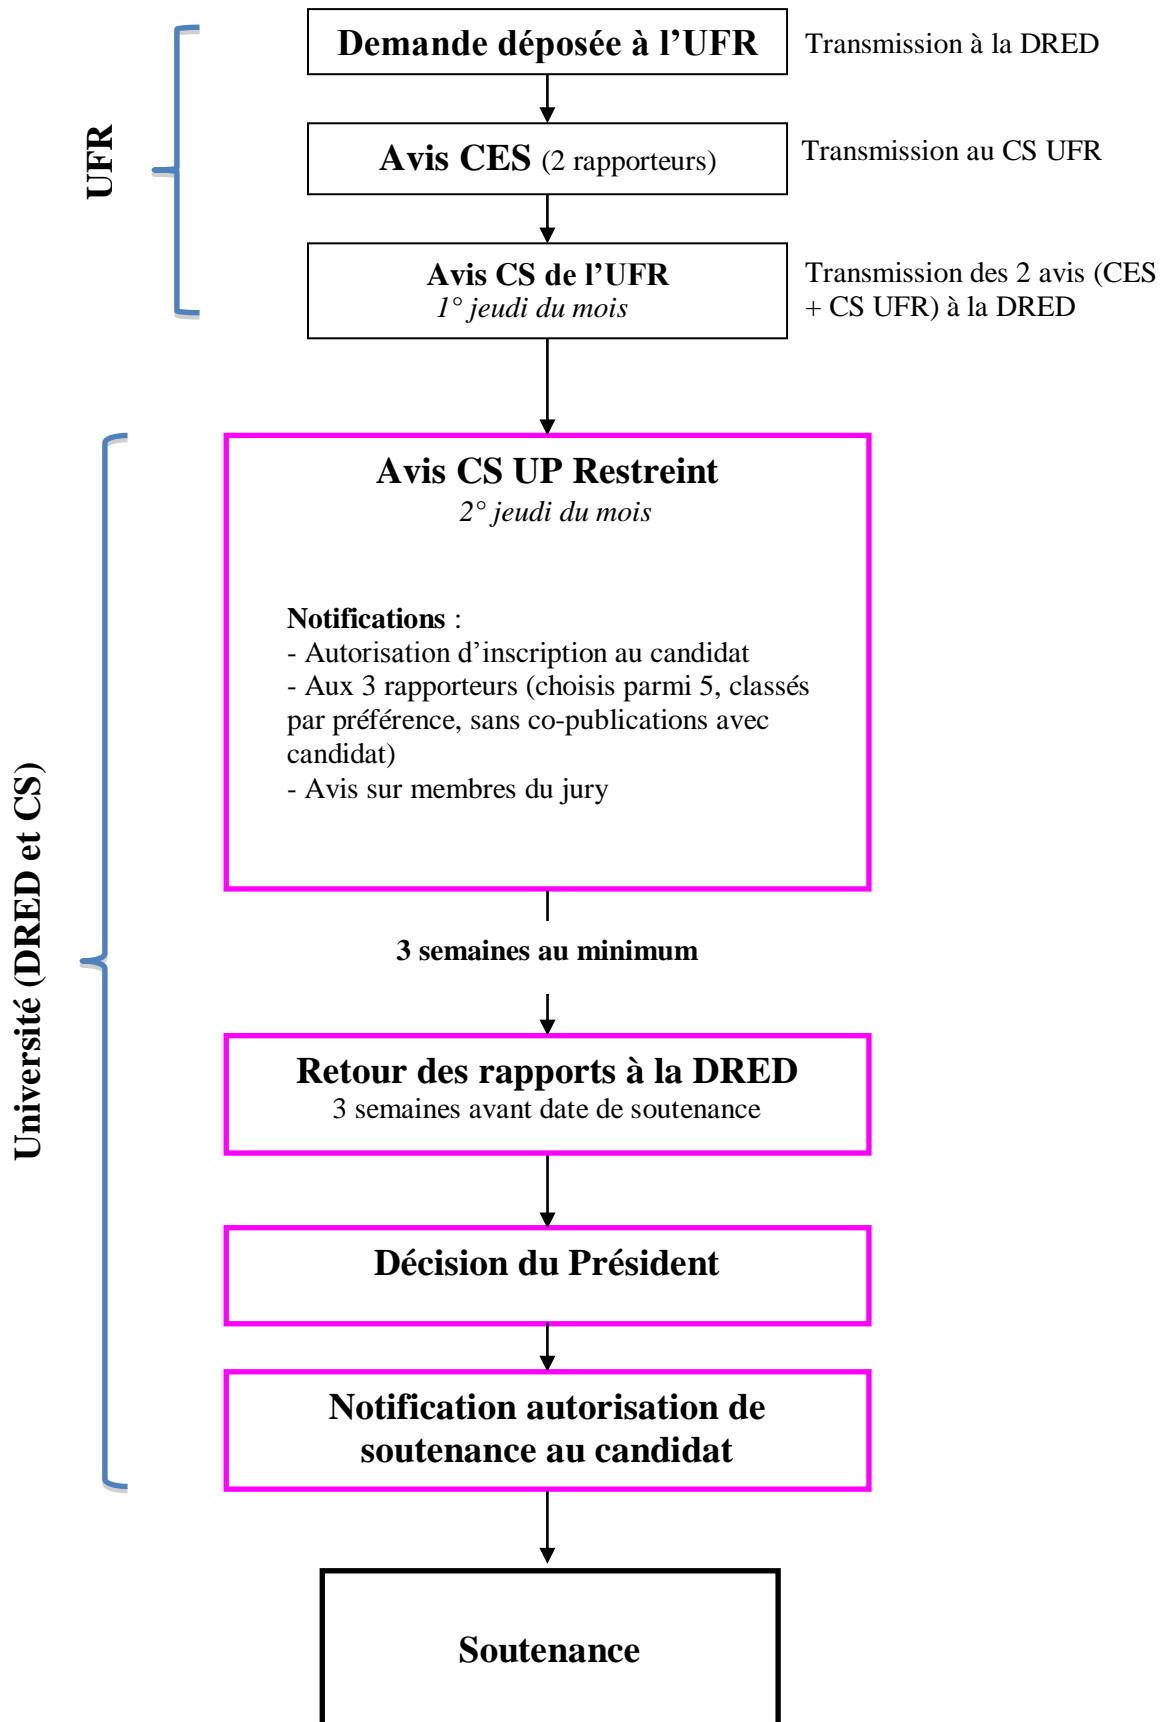 Demande déposée à l’UFR
Transmission à la DRED
UFR
Avis CES (2 rapporteurs)
Transmission au CS UFR
Avis CS de l’UFR
1° jeudi du mois
Transmission des 2 avis (CES
+ CS UFR) à la DRED
Université (DRED et CS)
Avis CS UP Restreint
2° jeudi du mois
Notifications :
- Autorisation d’inscription au candidat
- Aux 3 rapporteurs (choisis parmi 5, classés
par préférence, sans co-publications avec
candidat)
- Avis sur membres du jury
3 semaines au minimum
Retour des rapports à la DRED
3 semaines avant date de soutenance
Décision du Président
Notification autorisation de
soutenance au candidat
Soutenance